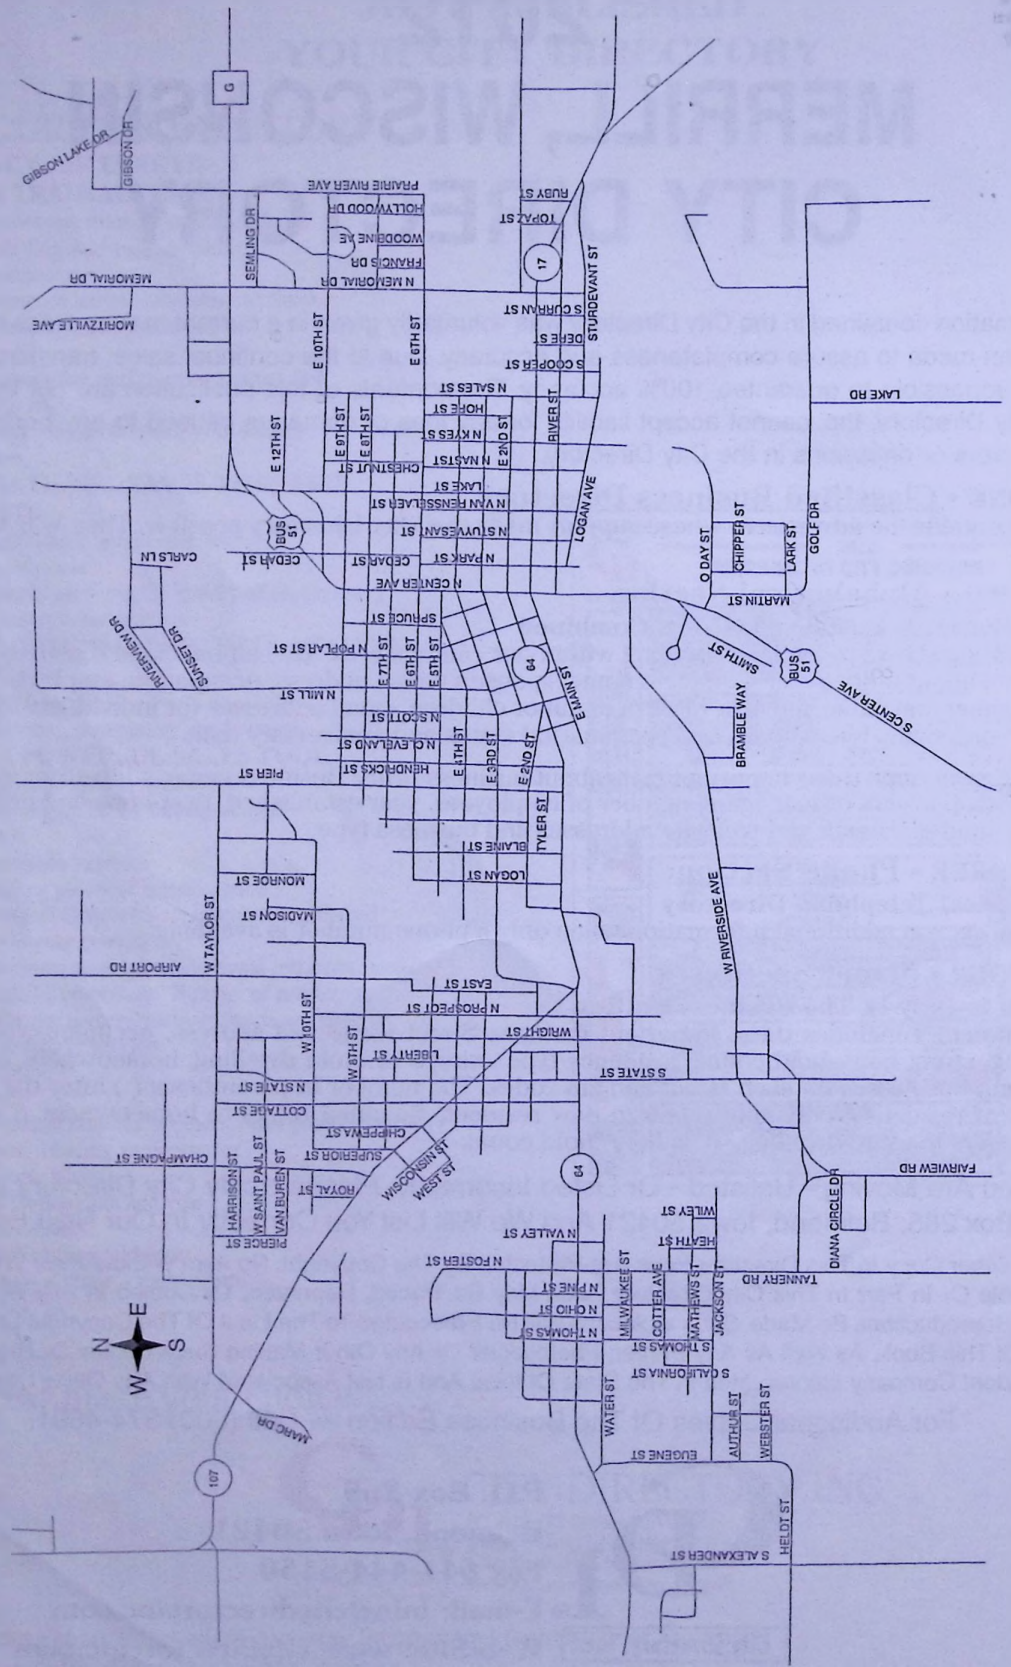 GIBSON LAKE DR
GIBSON DR
G
PRAIRIE RIVER AVE
HOLLYWOOD DR
WOODBINE AE
FRANCIS DR
N MEMORIAL DR
SEMLING DR
MEMORIAL DR
MORITZVILLE AVE
RUBY ST
TOPAZ ST
17
S CURRAN ST
DERE ST
S COOPER ST
STURDEVANT ST
E 10TH ST
E 6TH ST
N SALES ST
HOPE ST
N KYES ST
N NAST ST
E 2ND ST
RIVER ST
LAKE RD
E 12TH ST
E 9TH ST
E 8TH ST
CHESTNUT ST
LAKE ST
N VAN RENSSELAER ST
N STUYVESANT ST
N PARK ST
LOGAN AVE
BUS 51
CARLS LN
CEDAR ST
CEDAR ST
N CENTER AVE
O DAY ST
CHIPPER ST
LARK ST
GOLF DR
MARTIN ST
SMITH ST
BUS 51
S CENTER AVE
RIVERVIEW DR
SUNSET DR
SPRUCE ST
N POPLAR ST
E 7TH ST
E 6TH ST
E 5TH ST
64
E MAIN ST
N MILL ST
N SCOTT ST
N CLEVELAND ST
HENDRICKS ST
E 4TH ST
E 3RD ST
E 2ND ST
PIER ST
BRAMBLE WAY
TYLER ST
BLAINE ST
LOGAN ST
MONROE ST
MADISON ST
W TAYLOR ST
AIRPORT RD
W RIVERSIDE AVE
EAST ST
N PROSPECT ST
WRIGHT ST
W 10TH ST
W 8TH ST
LIBERTY ST
S STATE ST
N STATE ST
COTTAGE ST
CHIPPEWA ST
SUPERIOR ST
CHAMPAGNE ST
HARRISON ST
W SAINT PAUL ST
VAN BUREN ST
ROYAL ST
WISCONSIN ST
WEST ST
PIERCE ST
64
FAIRVIEW RD
DIANA CIRCLE DR
TANNERY RD
WILEY ST
HEATH ST
N VALLEY ST
N FOSTER ST
N PINE ST
N OHIO ST
N THOMAS ST
MILWAUKEE ST
COTTER AVE
MATHEWS ST
JACKSON ST
S THOMAS ST
S CALIFORNIA ST
N
E
S
W
MARC DR
107
WATER ST
EUGENE ST
AUTHUR ST
WEBSTER ST
HELDT ST
S ALEXANDER ST